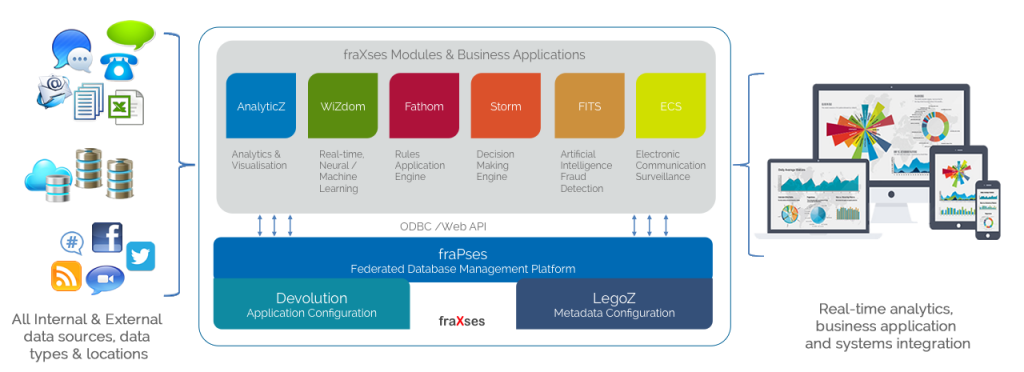 fraXses Modules & Business Applications
AnalyticZ
WiZdom
Fathom
Storm
FITS
ECS
Analytics &
Visualisation
Real-time,
Neural /
Machine
Learning
Rules
Application
Engine
Decision
Making
Engine
Artificial
Intelligence
Fraud
Detection
Electronic
Communication
Surveillance
ODBC /Web API
fraPses
Federated Database Management Platform
Devolution
Application Configuration
fraXses
LegoZ
Metadata Configuration
#
All Internal & External
data sources, data
types & locations
Real-time analytics,
business application
and systems integration